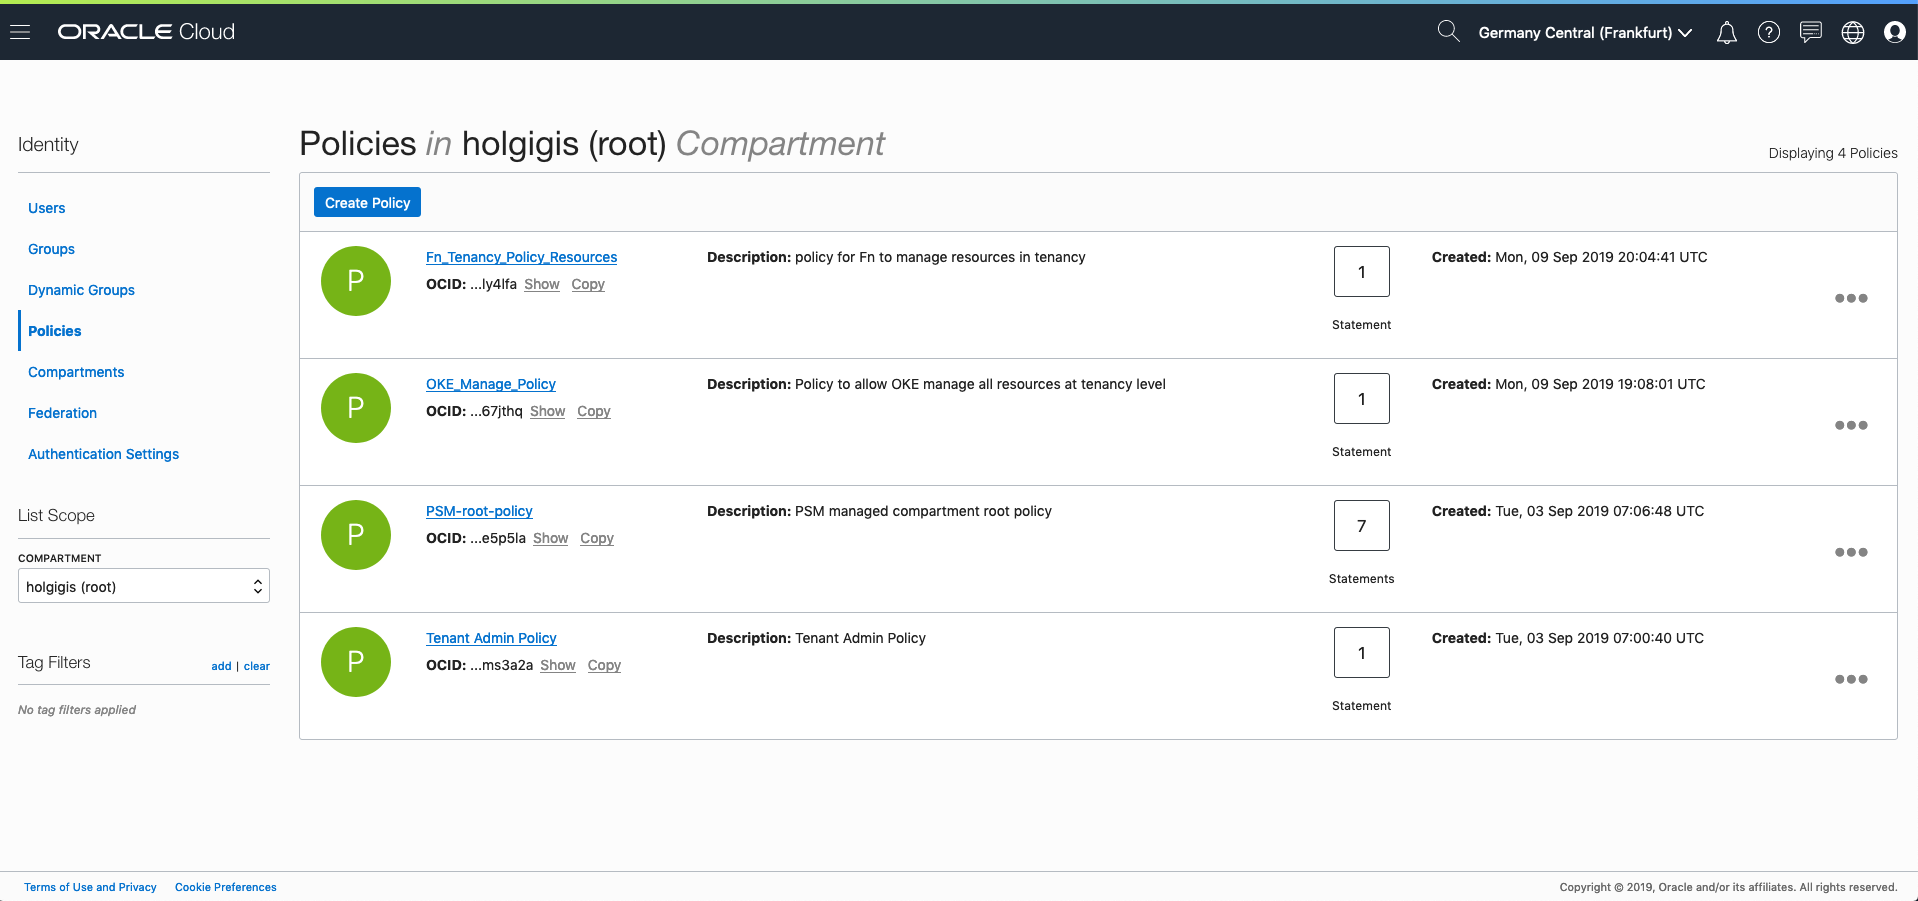 ORACLE Cloud
Germany Central (Frankfurt)
Identity
Users
Groups
Dynamic Groups
Policies
Compartments
Federation
Authentication Settings
List Scope
COMPARTMENT
holgigis (root)
Tag Filters add | clear
No tag filters applied
Policies in holgigis (root) Compartment
Displaying 4 Policies
Create Policy
P
Fn_Tenancy_Policy_Resources
OCID: ...ly4lfa Show Copy
Description: policy for Fn to manage resources in tenancy
1
Statement
Created: Mon, 09 Sep 2019 20:04:41 UTC
P
OKE_Manage_Policy
OCID: ...67jthq Show Copy
Description: Policy to allow OKE manage all resources at tenancy level
1
Statement
Created: Mon, 09 Sep 2019 19:08:01 UTC
P
PSM-root-policy
OCID: ...e5p5la Show Copy
Description: PSM managed compartment root policy
7
Statements
Created: Tue, 03 Sep 2019 07:06:48 UTC
P
Tenant Admin Policy
OCID: ...ms3a2a Show Copy
Description: Tenant Admin Policy
1
Statement
Created: Tue, 03 Sep 2019 07:00:40 UTC
Terms of Use and Privacy Cookie Preferences
Copyright © 2019, Oracle and/or its affiliates. All rights reserved.